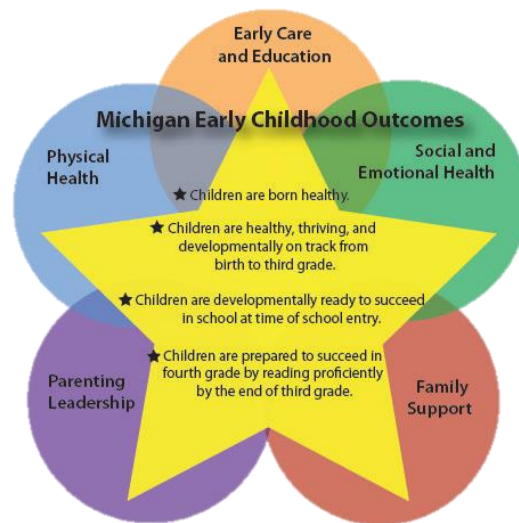 Early Care
and Education
Michigan Early Childhood Outcomes
Physical
Health
Social and
Emotional Health
★ Children are born healthy.
★ Children are healthy, thriving, and
developmentally on track from
birth to third grade.
★ Children are developmentally ready to succeed
in school at time of school entry.
★ Children are prepared to succeed in
fourth grade by reading proficiently
by the end of third grade.
Parenting
Leadership
Family
Support